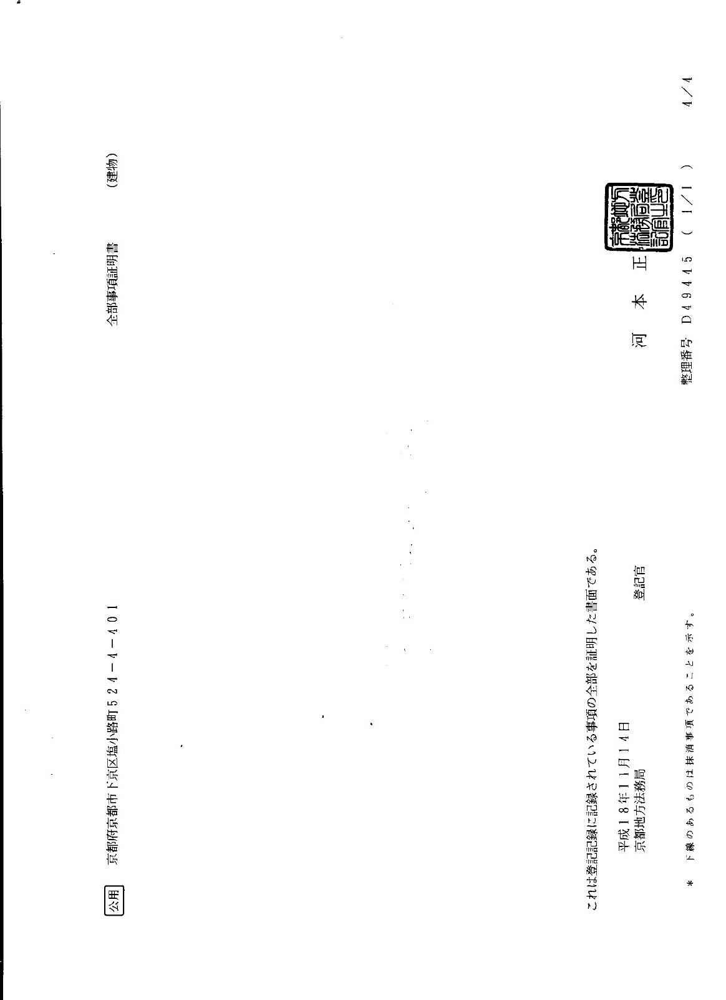 公用 京都府京都市下京区塩小路町524-4-401 全部事項証明書 (建物)
これは登記記録に記録されている事項の全部を証明した書面である。
平成18年11月14日
京都地方法務局 登記官 河本正
* 下線のあるものは抹消事項であることを示す。 整理番号 D49445 (1/1) 4/4